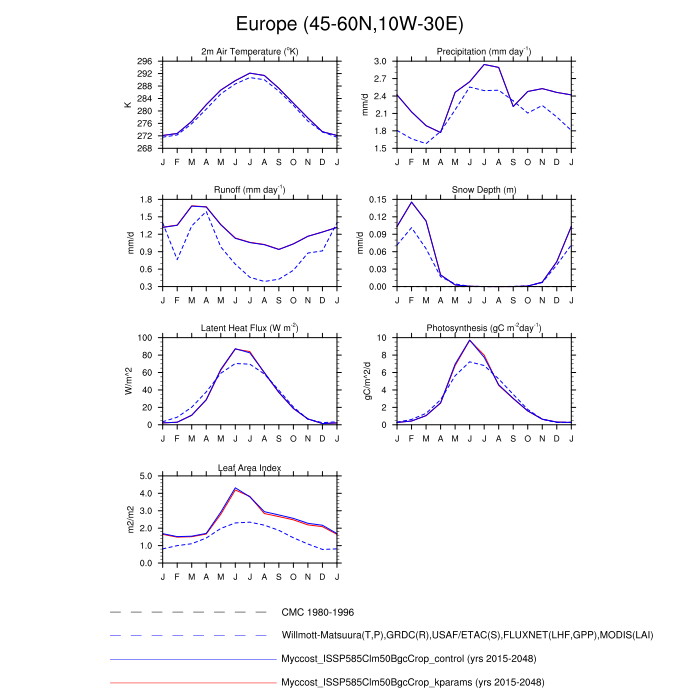 Europe (45-60N,10W-30E)
2m Air Temperature (°K)
Precipitation (mm day-1)
296
292
288
284
280
276
272
268
K
J F M A M J J A S O N D J
3.0
2.7
2.4
2.1
1.8
1.5
mm/d
J F M A M J J A S O N D J
Runoff (mm day-1)
Snow Depth (m)
1.8
1.5
1.2
0.9
0.6
0.3
mm/d
J F M A M J J A S O N D J
0.15
0.12
0.09
0.06
0.03
0.00
mm/d
J F M A M J J A S O N D J
Latent Heat Flux (W m-2)
Photosynthesis (gC m-2day-1)
100
80
60
40
20
0
W/m^2
J F M A M J J A S O N D J
10
8
6
4
2
0
gC/m^2/d
J F M A M J J A S O N D J
Leaf Area Index
5.0
4.0
3.0
2.0
1.0
0.0
m2/m2
J F M A M J J A S O N D J
CMC 1980-1996
Willmott-Matsuura(T,P),GRDC(R),USAF/ETAC(S),FLUXNET(LHF,GPP),MODIS(LAI)
Myccost_ISSP585Clm50BgcCrop_control (yrs 2015-2048)
Myccost_ISSP585Clm50BgcCrop_kparams (yrs 2015-2048)